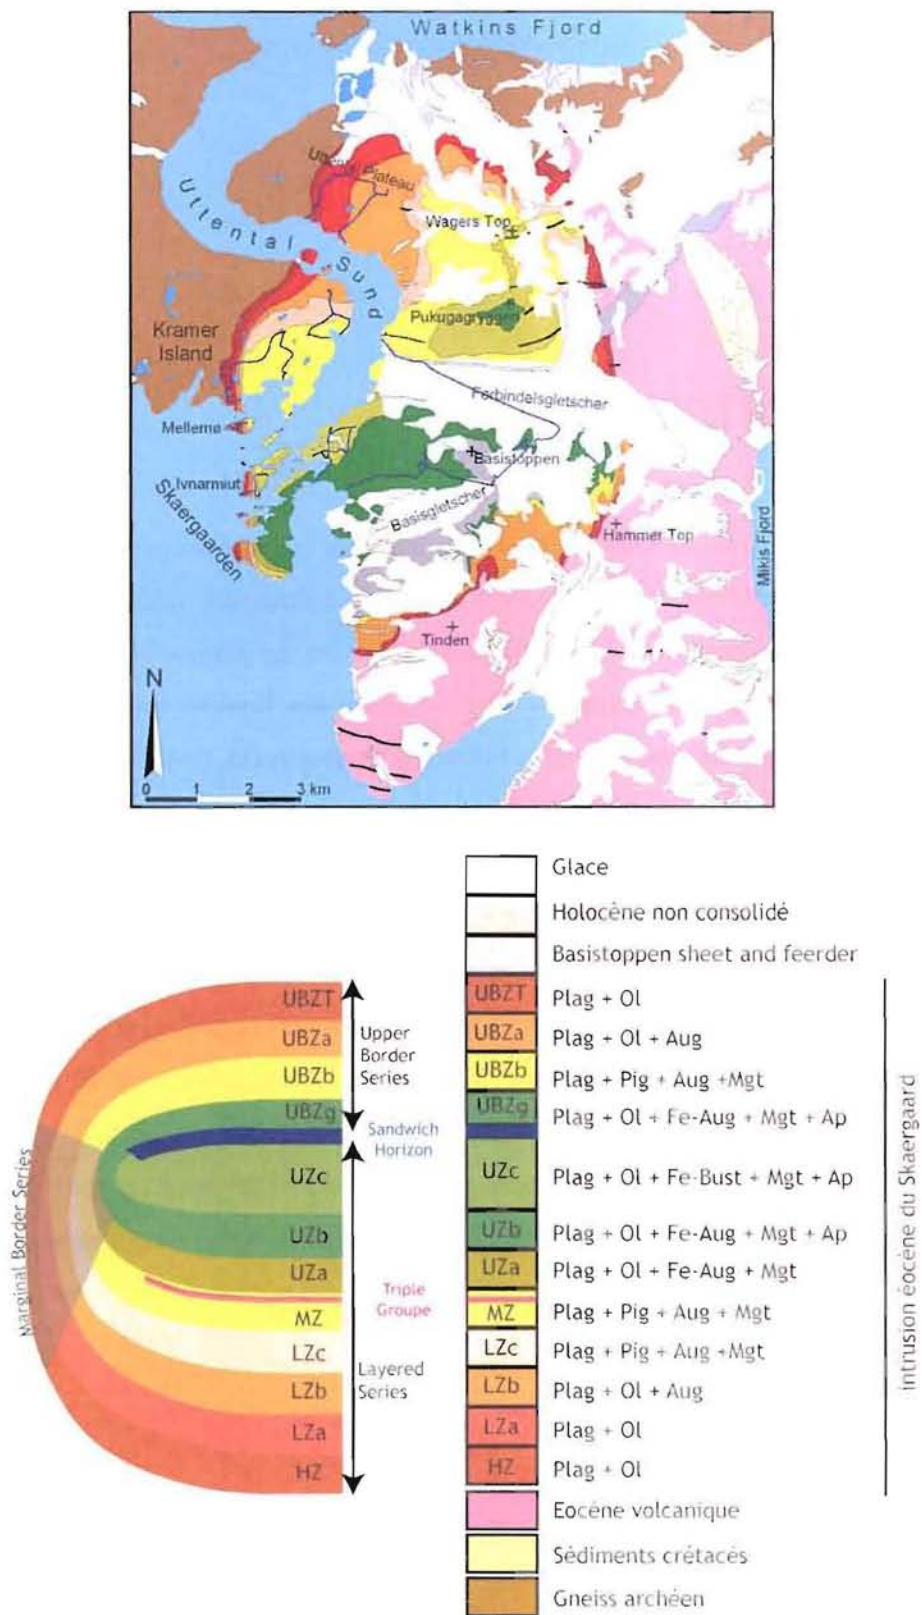 Watkins Fjord
Uttental Sund
Plateau
Wagers Top
Kramer
Island
Pukugagryggen
Forbindelsgletscher
Mellemø
Basistoppen
Ivnarmiut
Basisgletscher
Skaergaarden
Hammer Top
Mikis Fjord
Tinden
N
0 1 2 3 km
Glace
Holocène non consolidé
Basistoppen sheet and feerder
UBZT
UBZa
UBZb
UBZg
UZc
UZb
UZa
MZ
LZc
LZb
LZa
HZ
Marginal Border Series
Upper
Border
Series
Sandwich
Horizon
Triple
Groupe
Layered
Series
UBZT Plag + Ol
UBZa Plag + Ol + Aug
UBZb Plag + Pig + Aug +Mgt
UBZg Plag + Ol + Fe-Aug + Mgt + Ap
UZc Plag + Ol + Fe-Bust + Mgt + Ap
UZb Plag + Ol + Fe-Aug + Mgt + Ap
UZa Plag + Ol + Fe-Aug + Mgt
MZ Plag + Pig + Aug + Mgt
LZc Plag + Pig + Aug +Mgt
LZb Plag + Ol + Aug
LZa Plag + Ol
HZ Plag + Ol
Eocène volcanique
Sédiments crétacés
Gneiss archéen
intrusion éocène du Skaergaard